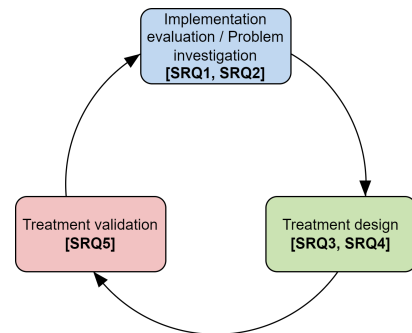 Implementation
evaluation / Problem
investigation
[SRQ1, SRQ2]
Treatment validation
[SRQ5]
Treatment design
[SRQ3, SRQ4]